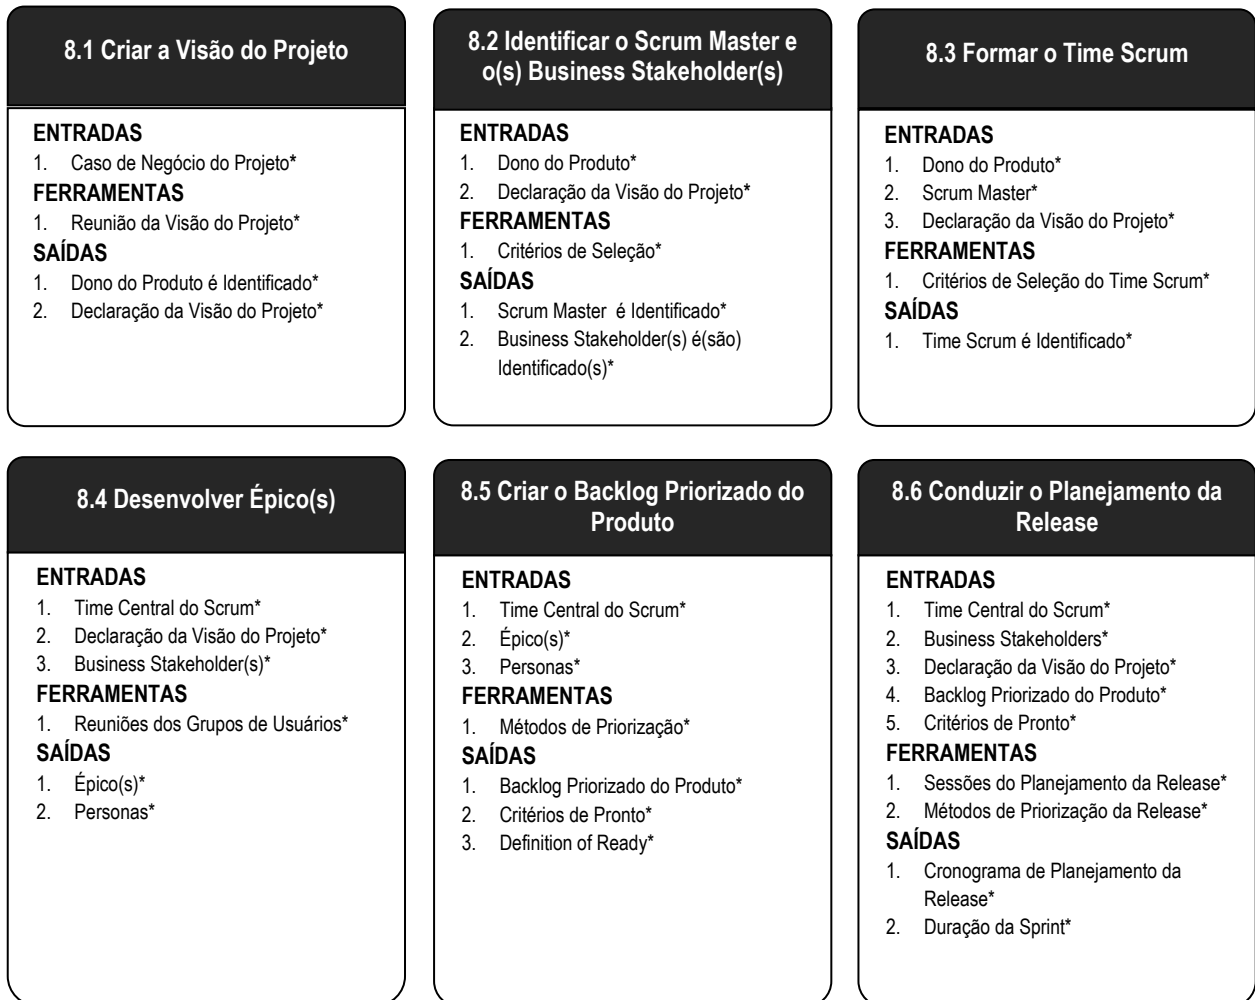 8.1 Criar a Visão do Projeto
ENTRADAS
1. Caso de Negócio do Projeto*
FERRAMENTAS
1. Reunião da Visão do Projeto*
SAÍDAS
1. Dono do Produto é Identificado*
2. Declaração da Visão do Projeto*
8.2 Identificar o Scrum Master e
o(s) Business Stakeholder(s)
ENTRADAS
1. Dono do Produto*
2. Declaração da Visão do Projeto*
FERRAMENTAS
1. Critérios de Seleção*
SAÍDAS
1. Scrum Master é Identificado*
2. Business Stakeholder(s) é(são)
Identificado(s)*
8.3 Formar o Time Scrum
ENTRADAS
1. Dono do Produto*
2. Scrum Master*
3. Declaração da Visão do Projeto*
FERRAMENTAS
1. Critérios de Seleção do Time Scrum*
SAÍDAS
1. Time Scrum é Identificado*
8.4 Desenvolver Épico(s)
ENTRADAS
1. Time Central do Scrum*
2. Declaração da Visão do Projeto*
3. Business Stakeholder(s)*
FERRAMENTAS
1. Reuniões dos Grupos de Usuários*
SAÍDAS
1. Épico(s)*
2. Personas*
8.5 Criar o Backlog Priorizado do
Produto
ENTRADAS
1. Time Central do Scrum*
2. Épico(s)*
3. Personas*
FERRAMENTAS
1. Métodos de Priorização*
SAÍDAS
1. Backlog Priorizado do Produto*
2. Critérios de Pronto*
3. Definition of Ready*
8.6 Conduzir o Planejamento da
Release
ENTRADAS
1. Time Central do Scrum*
2. Business Stakeholders*
3. Declaração da Visão do Projeto*
4. Backlog Priorizado do Produto*
5. Critérios de Pronto*
FERRAMENTAS
1. Sessões do Planejamento da Release*
2. Métodos de Priorização da Release*
SAÍDAS
1. Cronograma de Planejamento da
Release*
2. Duração da Sprint*